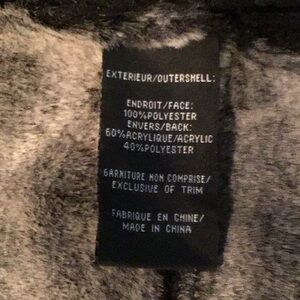 EXTERIEUR/OUTERSHELL:
ENDROIT/FACE:
100%POLYESTER
ENVERS/BACK:
60%ACRYLIQUE/ACRYLIC
40%POLYESTER
GARNITURE NON COMPRISE/
EXCLUSIVE OF TRIM
FABRIQUE EN CHINE/
MADE IN CHINA